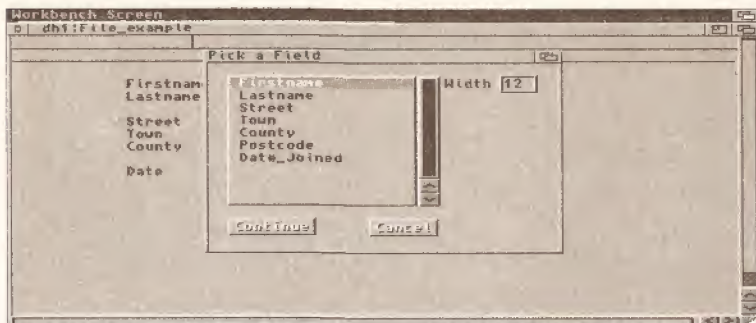 Workbench Screen
dh1:File_example
Pick a Field
Firstnam
Lastname
Street
Town
County
Date
Firstname
Lastname
Street
Town
County
Postcode
Date_Joined
Width 12
Continue
Cancel